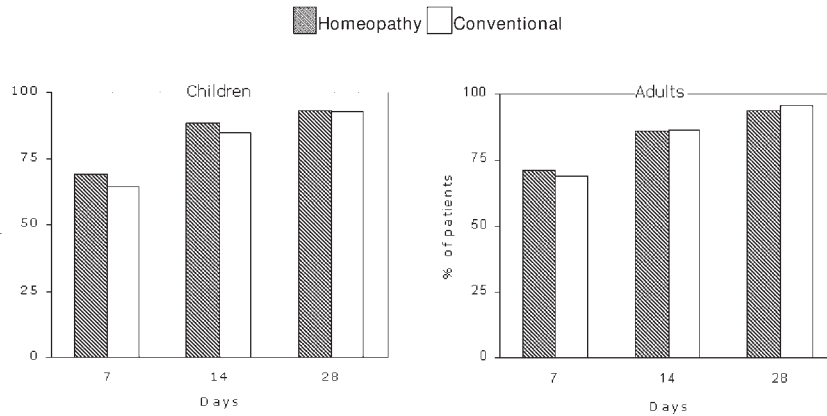 Homeopathy Conventional
Children
100
75
50
25
0
7 14 28
Days
Adults
% of patients
100
75
50
25
0
7 14 28
Days